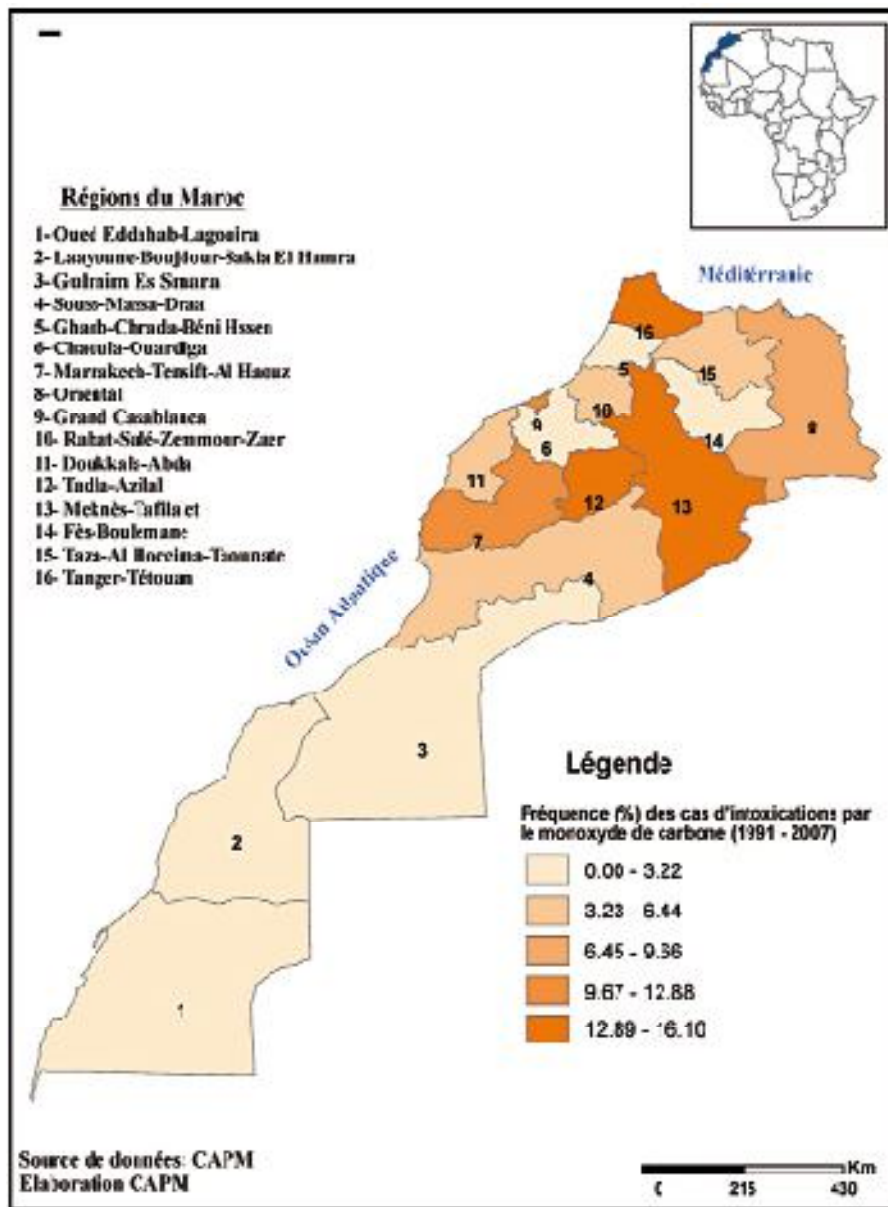 Régions du Maroc
1- Oued Eddahab-Lagouira
2- Laayoune-Boujdour-Sakia El Hamra
3- Gulmim Es Smara
4- Souss-Massa-Draa
5- Gharb-Chrada-Béni Hssen
6- Chaouia-Ouardiga
7- Marrakech-Tensift-Al Haouz
8- Oriental
9- Grand Casablanca
10- Rabat-Salé-Zemmour-Zaer
11- Doukkala-Abda
12- Tadla-Azilal
13- Meknès-Tafilalet
14- Fès-Boulemane
15- Taza-Al Hoceima-Taounate
16- Tanger-Tétouan
Méditérranie
Océan Atlantique
16
5
15
10
9
6
14
8
11
12
13
7
4
3
2
1
Légende
Fréquence (%) des cas d'intoxications par
le monoxyde de carbone (1991 - 2007)
0.00 - 3.22
3.23 - 6.44
6.45 - 9.66
9.67 - 12.88
12.89 - 16.10
Source de données: CAPM
Elaboration CAPM
Km
0 215 430